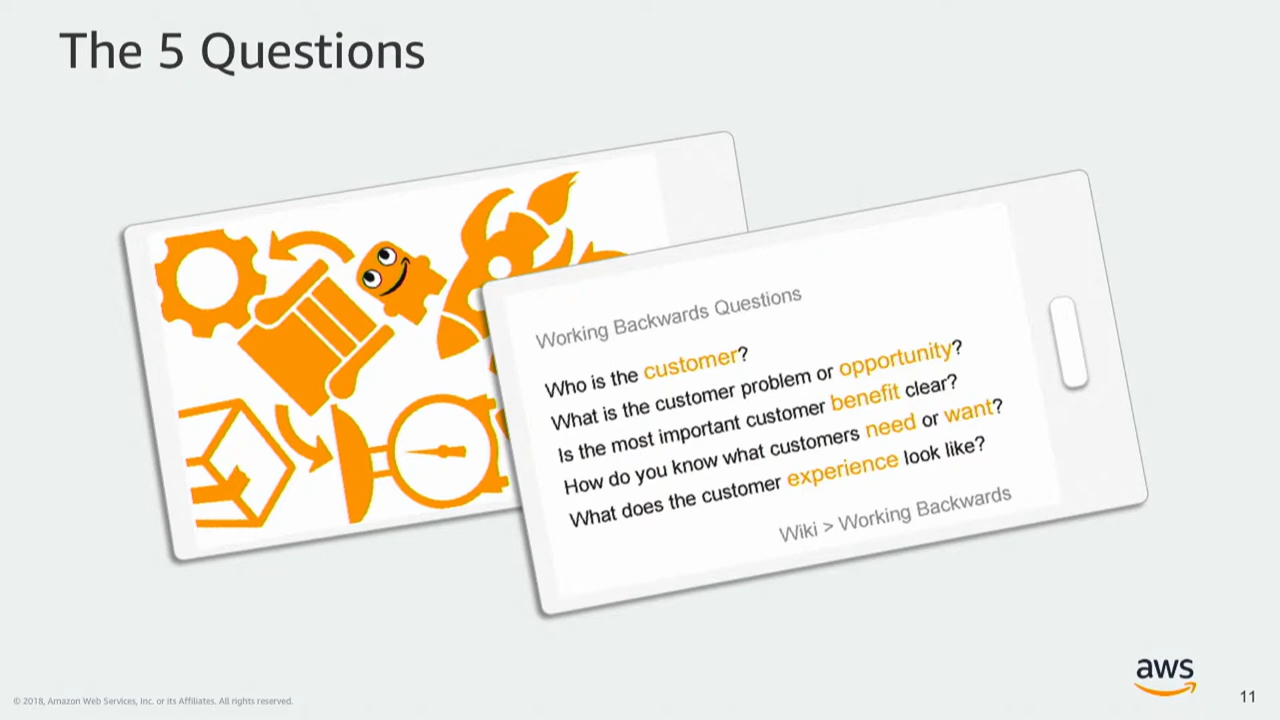 The 5 Questions
Working Backwards Questions
Who is the customer?
What is the customer problem or opportunity?
Is the most important customer benefit clear?
How do you know what customers need or want?
What does the customer experience look like?
Wiki > Working Backwards
aws
© 2018, Amazon Web Services, Inc. or its Affiliates. All rights reserved.
11